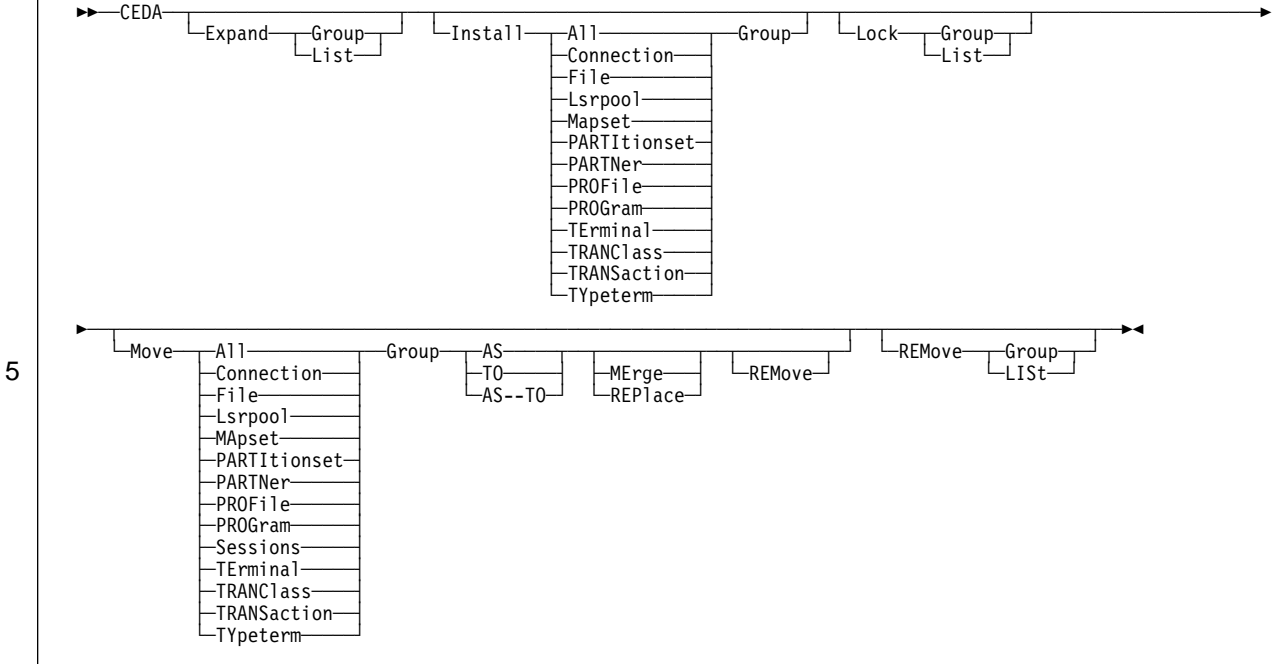 CEDA
Expand Group Install All Group Lock Group
List Connection List
File
Lsrpool
Mapset
PARTItionset
PARTNer
PROFile
PROGram
TErminal
TRANClass
TRANSaction
TYpeterm
Move All Group AS REMove Group
5 Connection TO MErge REMove LISt
File AS--TO REPlace
Lsrpool
MApset
PARTItionset
PARTNer
PROFile
PROGram
Sessions
TErminal
TRANClass
TRANSaction
TYpeterm